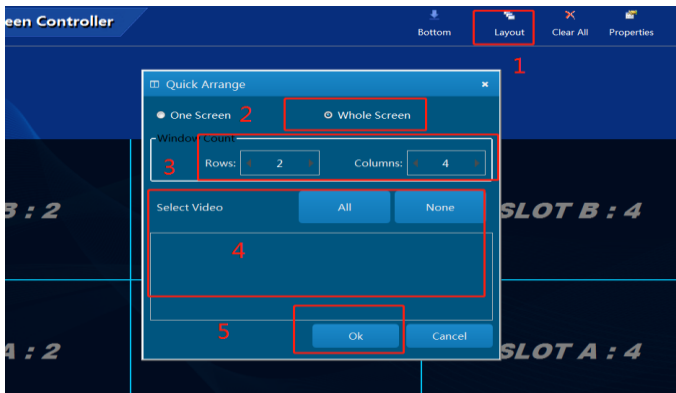 een Controller
Bottom
Layout
Clear All
Properties
1
Quick Arrange
One Screen
2
Whole Screen
Window Count
3
Rows:
2
Columns:
4
Select Video
All
None
4
5
Ok
Cancel
B : 2
SLOT B : 4
A : 2
SLOT A : 4